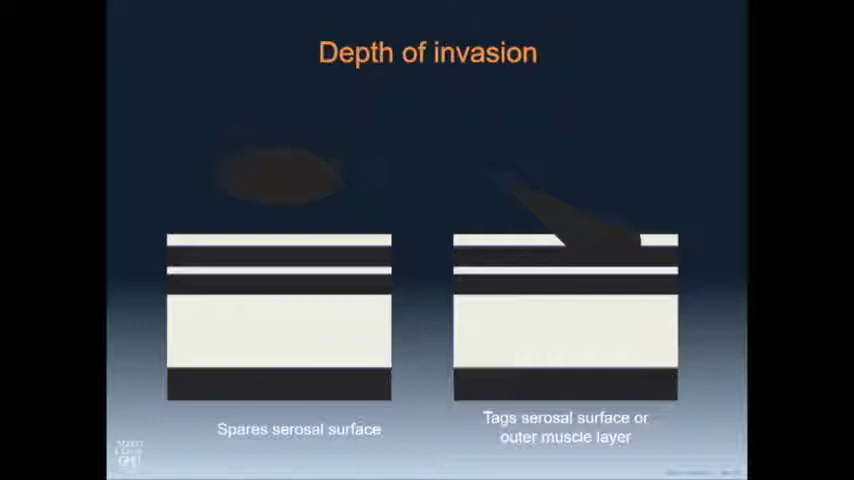 Depth of invasion
Spares serosal surface
Tags serosal surface or
outer muscle layer